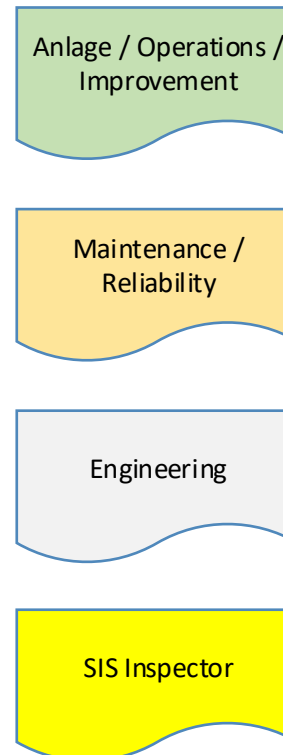 Anlage / Operations /
Improvement
Maintenance /
Reliability
Engineering
SIS Inspector